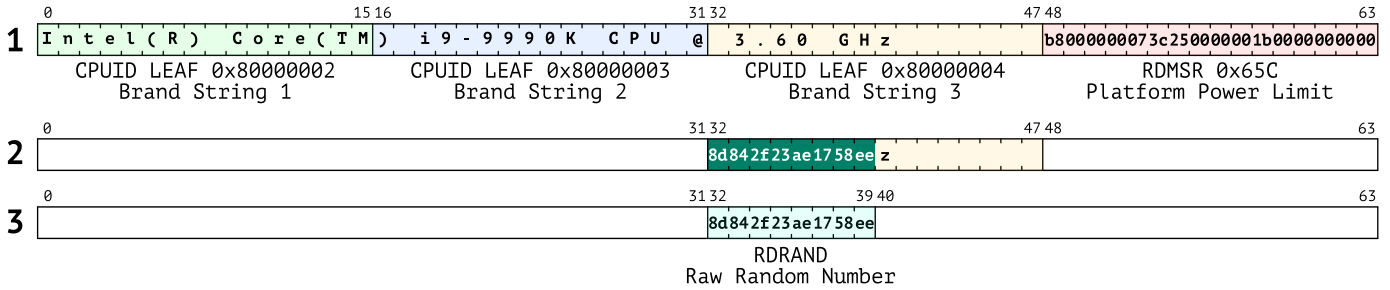 0 15 16 31 32 47 48 63
1 Intel(R) Core(TM) i9-9990K CPU @ 3.60 GHz b8000000073c250000001b0000000000
CPUID LEAF 0x80000002 CPUID LEAF 0x80000003 CPUID LEAF 0x80000004 RDMSR 0x65C
Brand String 1 Brand String 2 Brand String 3 Platform Power Limit
0 31 32 47 48 63
2 8d842f23ae1758ee z
0 31 32 39 40 63
3 8d842f23ae1758ee
RDRAND
Raw Random Number